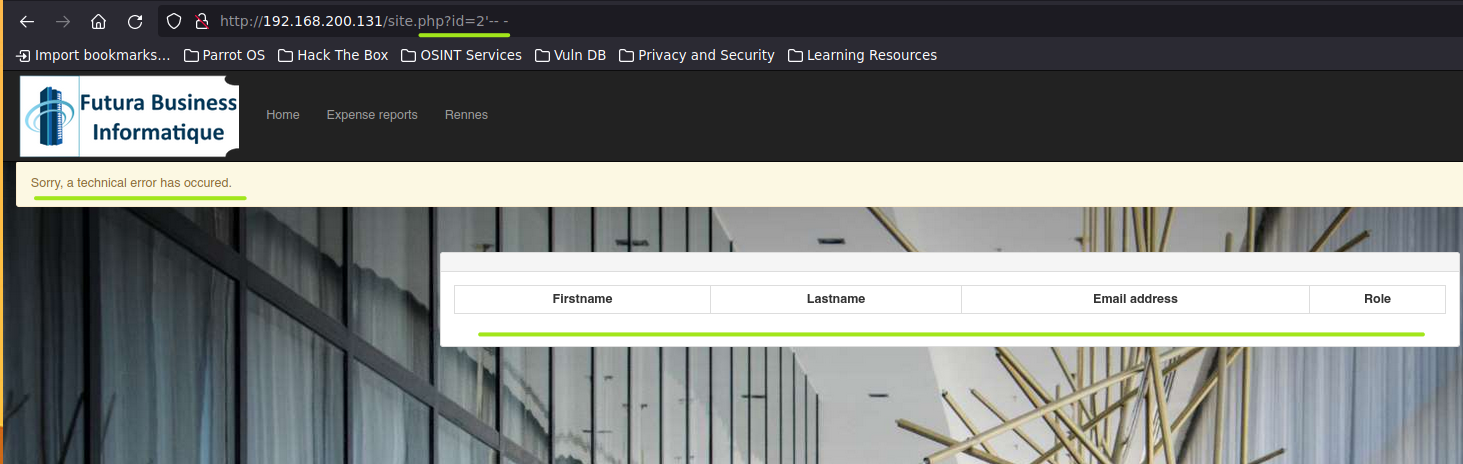 http://192.168.200.131/site.php?id=2'-- -
Import bookmarks... Parrot OS Hack The Box OSINT Services Vuln DB Privacy and Security Learning Resources
Futura Business
Informatique
Home Expense reports Rennes
Sorry, a technical error has occured.
Firstname Lastname Email address Role